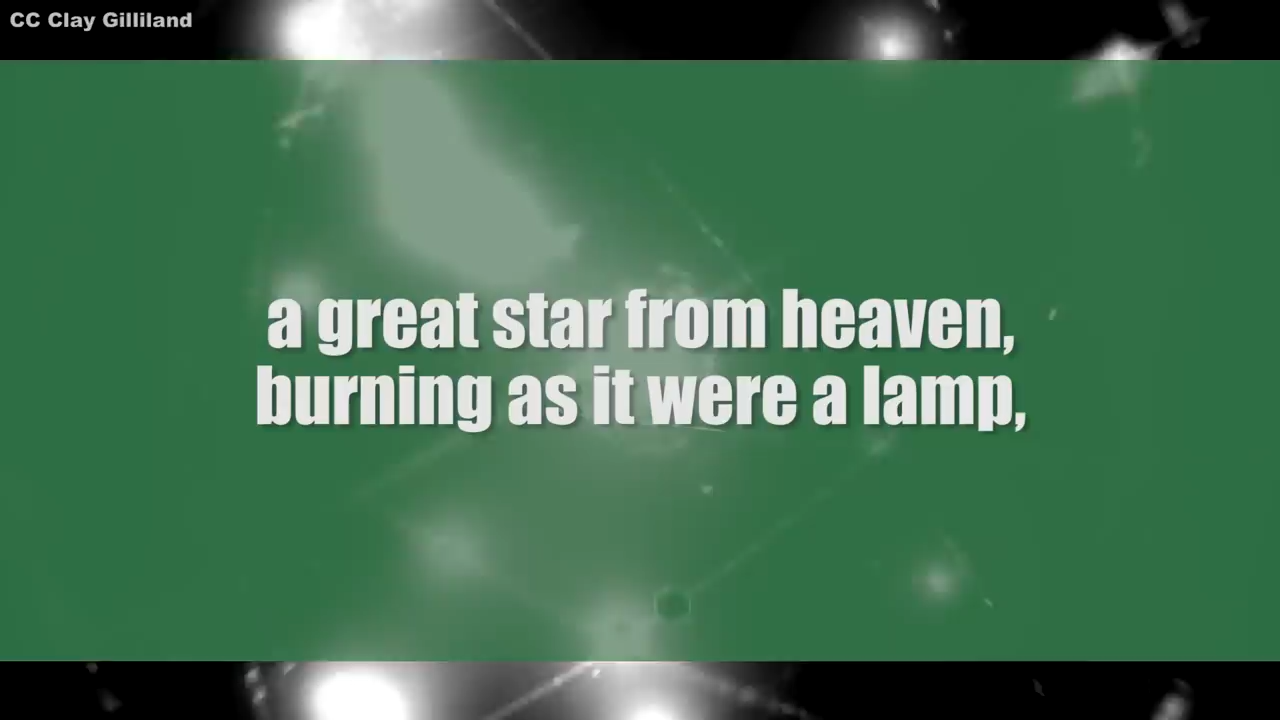 CC Clay Gilliland
a great star from heaven,
burning as it were a lamp,